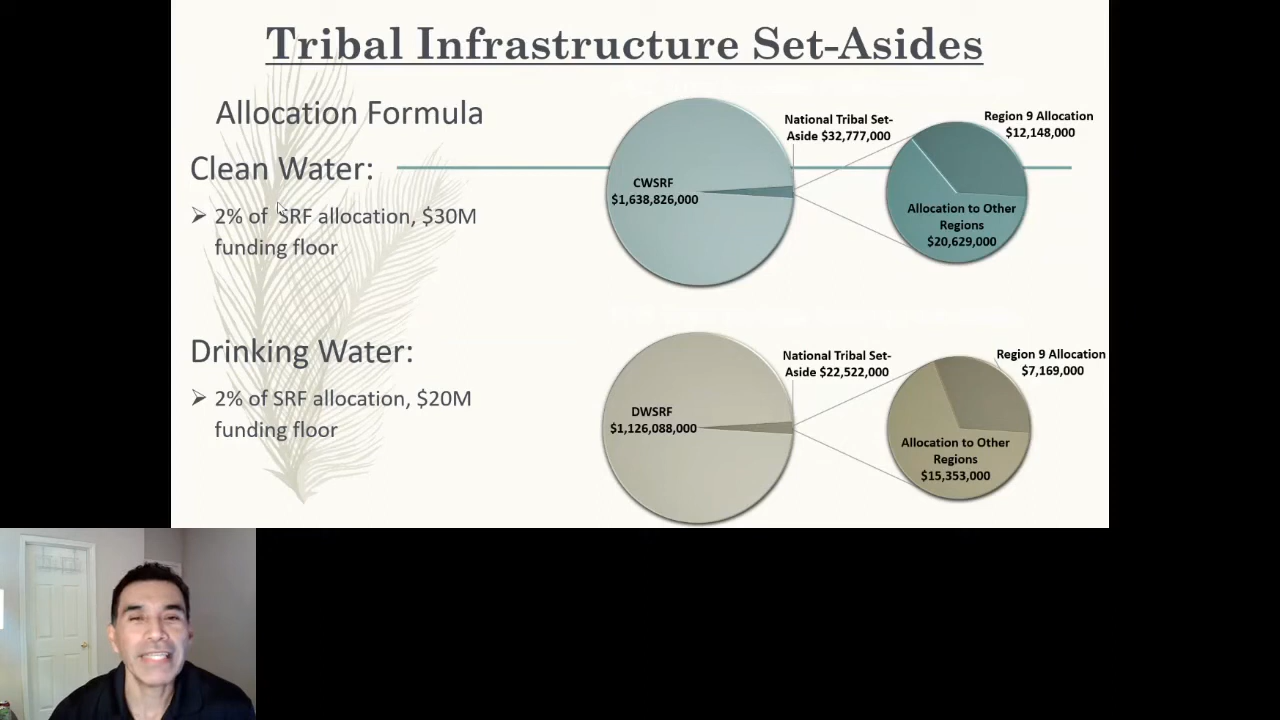 Tribal Infrastructure Set-Asides
Allocation Formula
Clean Water:
2% of SRF allocation, $30M
funding floor
Drinking Water:
2% of SRF allocation, $20M
funding floor
CWSRF
$1,638,826,000
National Tribal Set-
Aside $32,777,000
Region 9 Allocation
$12,148,000
Allocation to Other
Regions
$20,629,000
DWSRF
$1,126,088,000
National Tribal Set-
Aside $22,522,000
Region 9 Allocation
$7,169,000
Allocation to Other
Regions
$15,353,000